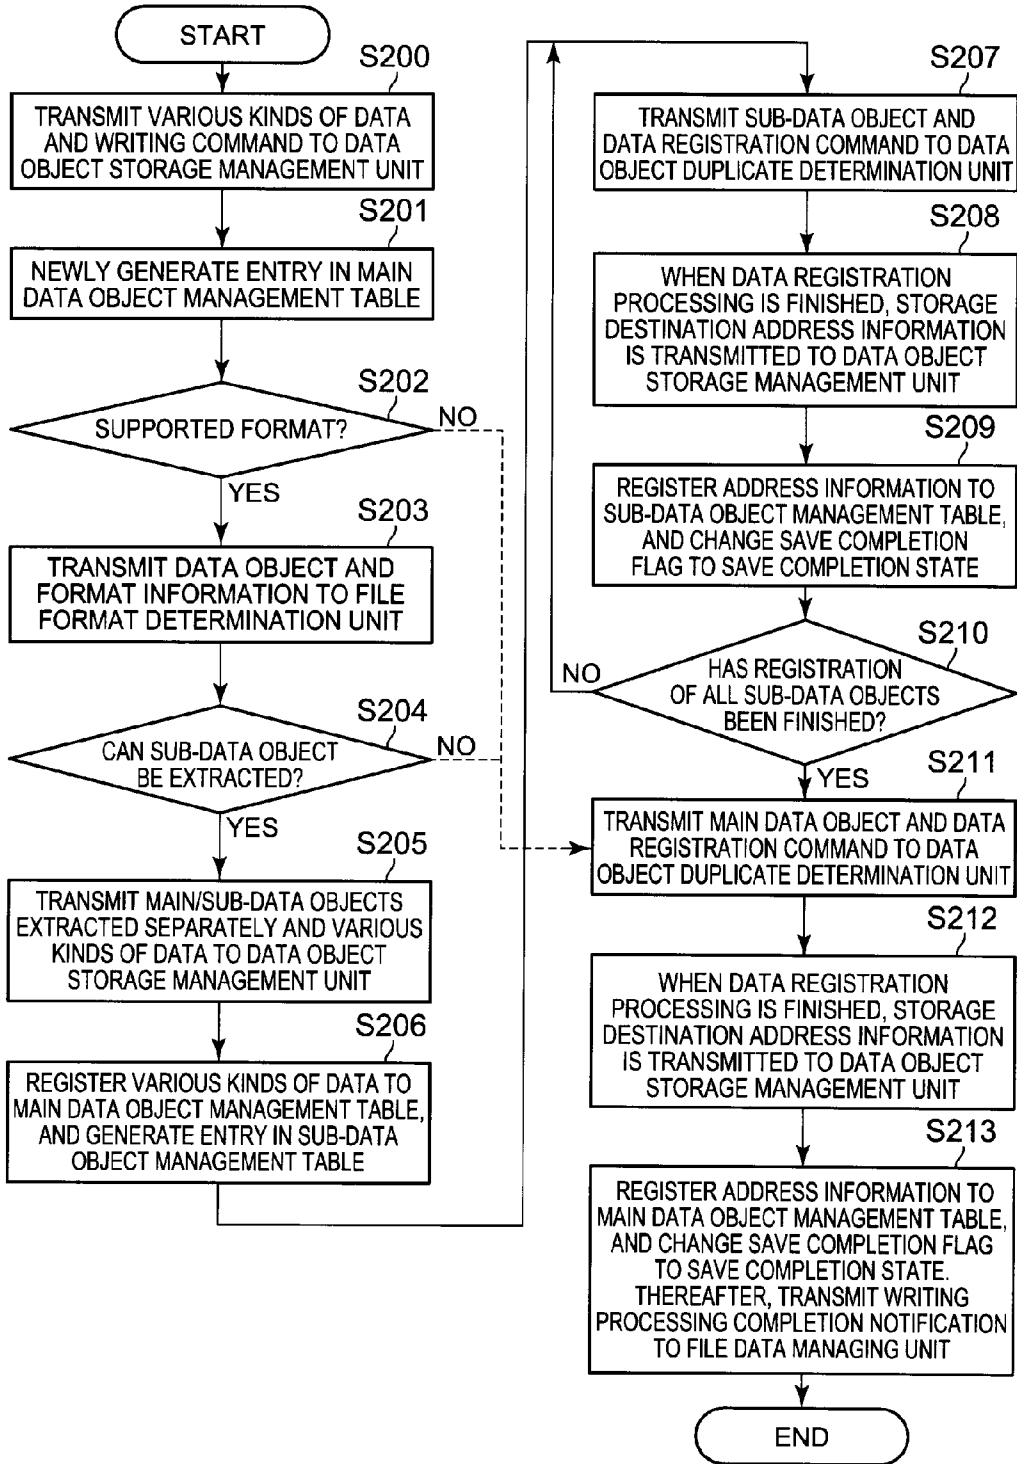 START
S200
TRANSMIT VARIOUS KINDS OF DATA
AND WRITING COMMAND TO DATA
OBJECT STORAGE MANAGEMENT UNIT
S201
NEWLY GENERATE ENTRY IN MAIN
DATA OBJECT MANAGEMENT TABLE
S202
SUPPORTED FORMAT?
NO
YES
S203
TRANSMIT DATA OBJECT AND
FORMAT INFORMATION TO FILE
FORMAT DETERMINATION UNIT
S204
CAN SUB-DATA OBJECT
BE EXTRACTED?
NO
YES
S205
TRANSMIT MAIN/SUB-DATA OBJECTS
EXTRACTED SEPARATELY AND VARIOUS
KINDS OF DATA TO DATA OBJECT
STORAGE MANAGEMENT UNIT
S206
REGISTER VARIOUS KINDS OF DATA TO
MAIN DATA OBJECT MANAGEMENT TABLE,
AND GENERATE ENTRY IN SUB-DATA
OBJECT MANAGEMENT TABLE
S207
TRANSMIT SUB-DATA OBJECT AND
DATA REGISTRATION COMMAND TO DATA
OBJECT DUPLICATE DETERMINATION UNIT
S208
WHEN DATA REGISTRATION
PROCESSING IS FINISHED, STORAGE
DESTINATION ADDRESS INFORMATION
IS TRANSMITTED TO DATA OBJECT
STORAGE MANAGEMENT UNIT
S209
REGISTER ADDRESS INFORMATION TO
SUB-DATA OBJECT MANAGEMENT TABLE,
AND CHANGE SAVE COMPLETION
FLAG TO SAVE COMPLETION STATE
S210
NO
HAS REGISTRATION
OF ALL SUB-DATA OBJECTS
BEEN FINISHED?
YES
S211
TRANSMIT MAIN DATA OBJECT AND DATA
REGISTRATION COMMAND TO DATA
OBJECT DUPLICATE DETERMINATION UNIT
S212
WHEN DATA REGISTRATION
PROCESSING IS FINISHED, STORAGE
DESTINATION ADDRESS INFORMATION
IS TRANSMITTED TO DATA OBJECT
STORAGE MANAGEMENT UNIT
S213
REGISTER ADDRESS INFORMATION TO
MAIN DATA OBJECT MANAGEMENT TABLE,
AND CHANGE SAVE COMPLETION FLAG
TO SAVE COMPLETION STATE.
THEREAFTER, TRANSMIT WRITING
PROCESSING COMPLETION NOTIFICATION
TO FILE DATA MANAGING UNIT
END